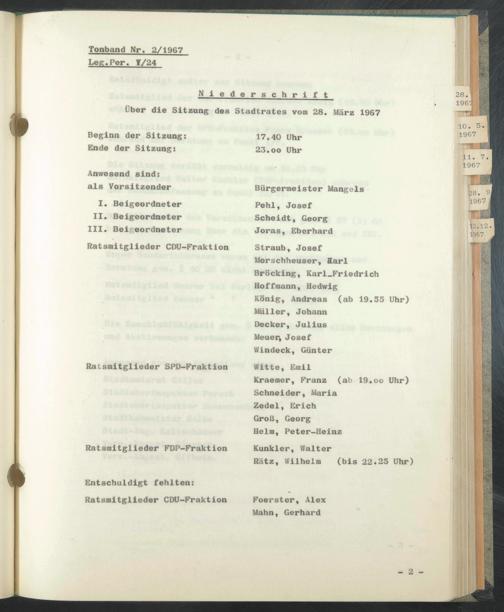 Tonband Nr. 2/1967
Leg.Per. V/24
N i e d e r s c h r i f t
Über die Sitzung des Stadtrates vom 28. März 1967
Beginn der Sitzung: 17.40 Uhr
Ende der Sitzung: 23.oo Uhr
Anwesend sind:
als Vorsitzender Bürgermeister Mangels
I. Beigeordneter Pehl, Josef
II. Beigeordneter Scheidt, Georg
III. Beigeordneter Joras, Eberhard
Ratsmitglieder CDU-Fraktion Straub, Josef
Morschheuser, Karl
Bröcking, Karl-Friedrich
Hoffmann, Hedwig
König, Andreas (ab 19.55 Uhr)
Müller, Johann
Decker, Julius
Meuer, Josef
Windeck, Günter
Ratsmitglieder SPD-Fraktion Witte, Emil
Kraemer, Franz (ab 19.oo Uhr)
Schneider, Maria
Zedel, Erich
Groß, Georg
Helm, Peter-Heinz
Ratsmitglieder FDP-Fraktion Kunkler, Walter
Rätz, Wilhelm (bis 22.25 Uhr)
Entschuldigt fehlten:
Ratsmitglieder CDU-Fraktion Foerster, Alex
Mahn, Gerhard
- 2 -
28.
1967
10. 5.
1967
11. 7.
1967
28. 9
1967
12.12.
1967